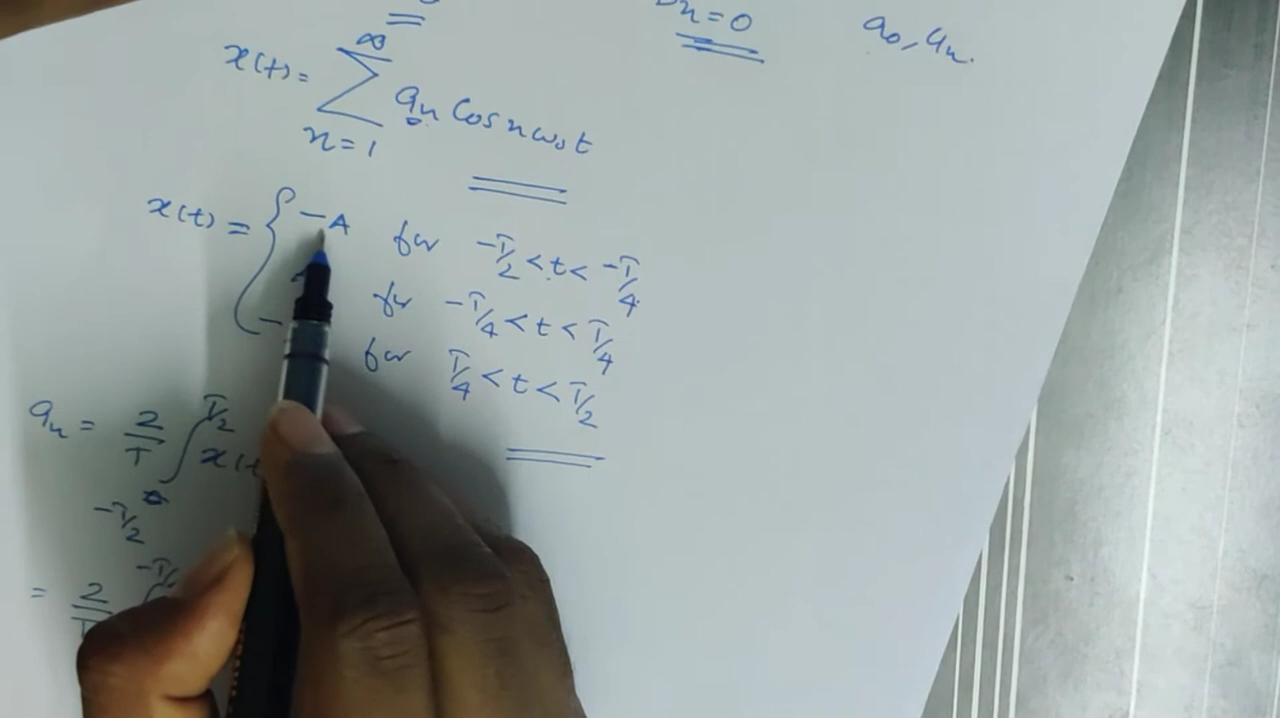 bn = 0
a₀, aₙ.
x(t) = ∑_{n=1}^{∞} aₙ Cos nω₀t
x(t) = { -A for -T/2 < t < -T/4
for -T/4 < t < T/4
- for T/4 < t < T/2
aₙ = 2/T ∫_{-T/2}^{T/2} x(t
= 2/T ∫^{-T/